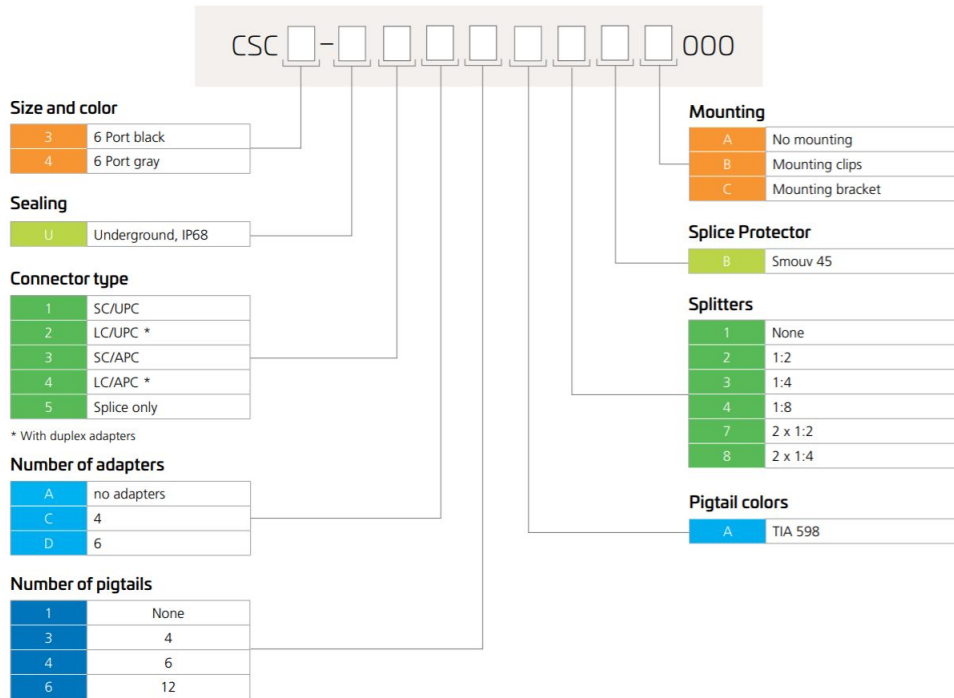 CSC - 000
Size and color
3 6 Port black
4 6 Port gray
Sealing
U Underground, IP68
Connector type
1 SC/UPC
2 LC/UPC *
3 SC/APC
4 LC/APC *
5 Splice only
* With duplex adapters
Number of adapters
A no adapters
C 4
D 6
Number of pigtails
1 None
3 4
4 6
6 12
Mounting
A No mounting
B Mounting clips
C Mounting bracket
Splice Protector
B Smouv 45
Splitters
1 None
2 1:2
3 1:4
4 1:8
7 2 x 1:2
8 2 x 1:4
Pigtail colors
A TIA 598